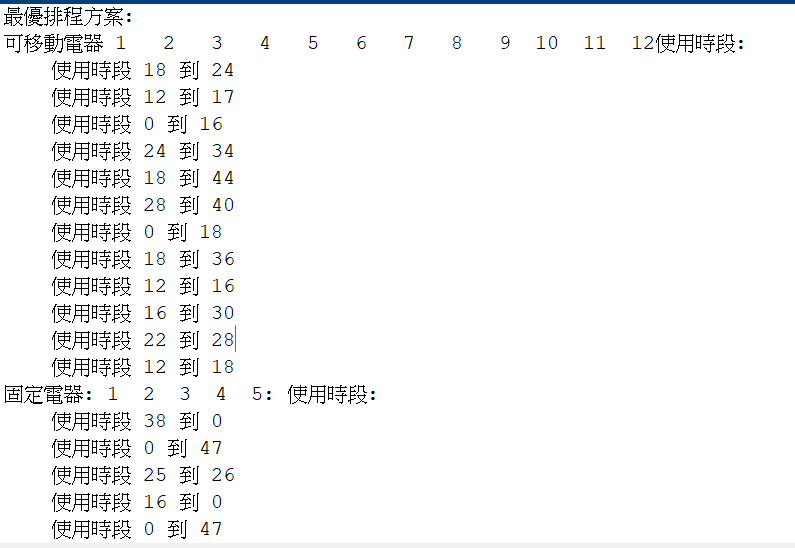 最優排程方案:
可移動電器 1 2 3 4 5 6 7 8 9 10 11 12使用時段:
使用時段 18 到 24
使用時段 12 到 17
使用時段 0 到 16
使用時段 24 到 34
使用時段 18 到 44
使用時段 28 到 40
使用時段 0 到 18
使用時段 18 到 36
使用時段 12 到 16
使用時段 16 到 30
使用時段 22 到 28
使用時段 12 到 18
固定電器: 1 2 3 4 5: 使用時段:
使用時段 38 到 0
使用時段 0 到 47
使用時段 25 到 26
使用時段 16 到 0
使用時段 0 到 47